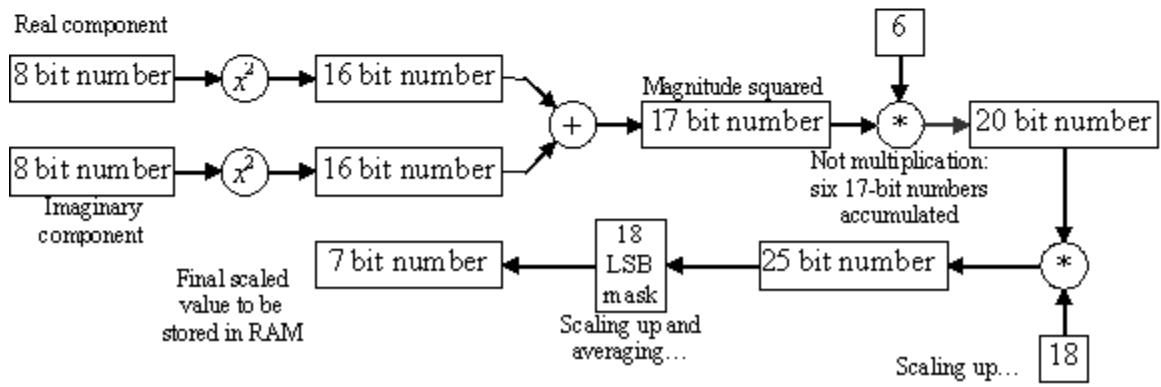 Real component
6
8 bit number
x²
16 bit number
Magnitude squared
+
17 bit number
*
20 bit number
8 bit number
x²
16 bit number
Not multiplication:
six 17-bit numbers
accumulated
Imaginary
component
18
LSB
mask
7 bit number
25 bit number
*
Final scaled
value to be
stored in RAM
Scaling up and
averaging…
Scaling up…
18